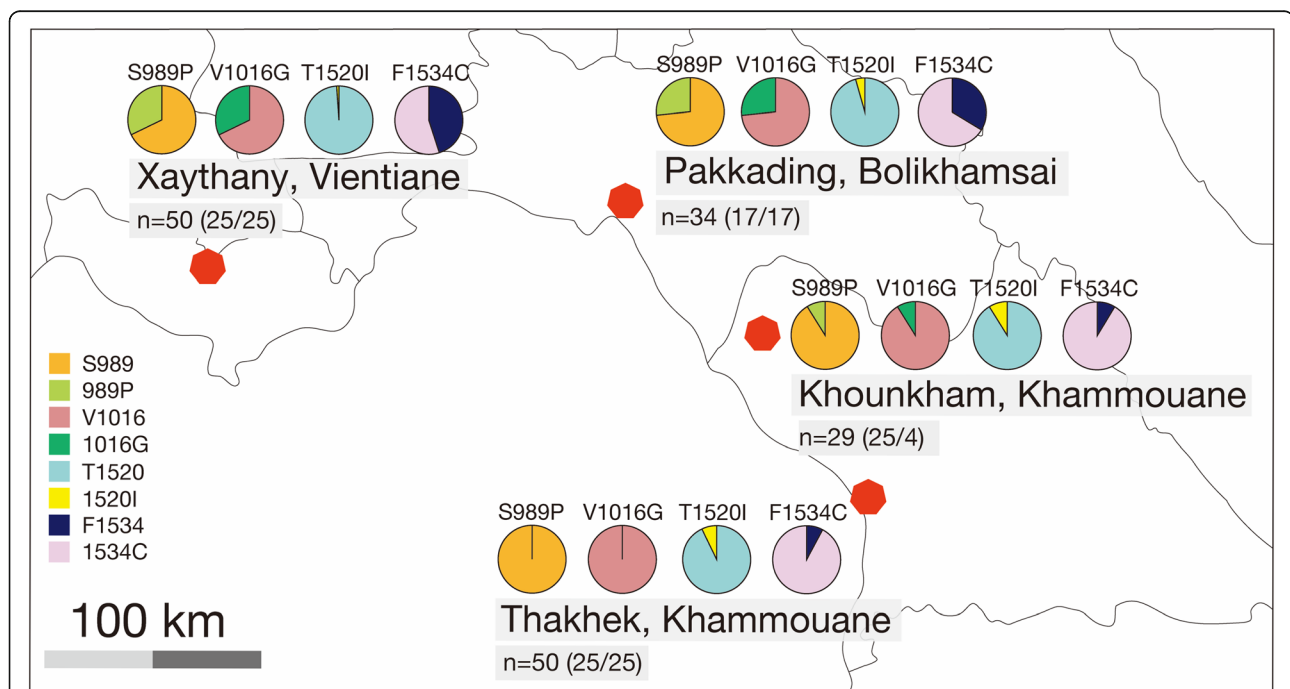 S989P V1016G T1520I F1534C
Xaythany, Vientiane
n=50 (25/25)
S989P V1016G T1520I F1534C
Pakkading, Bolikhamsai
n=34 (17/17)
S989P V1016G T1520I F1534C
Khounkham, Khammouane
n=29 (25/4)
S989
989P
V1016
1016G
T1520
1520I
F1534
1534C
S989P V1016G T1520I F1534C
Thakhek, Khammouane
n=50 (25/25)
100 km